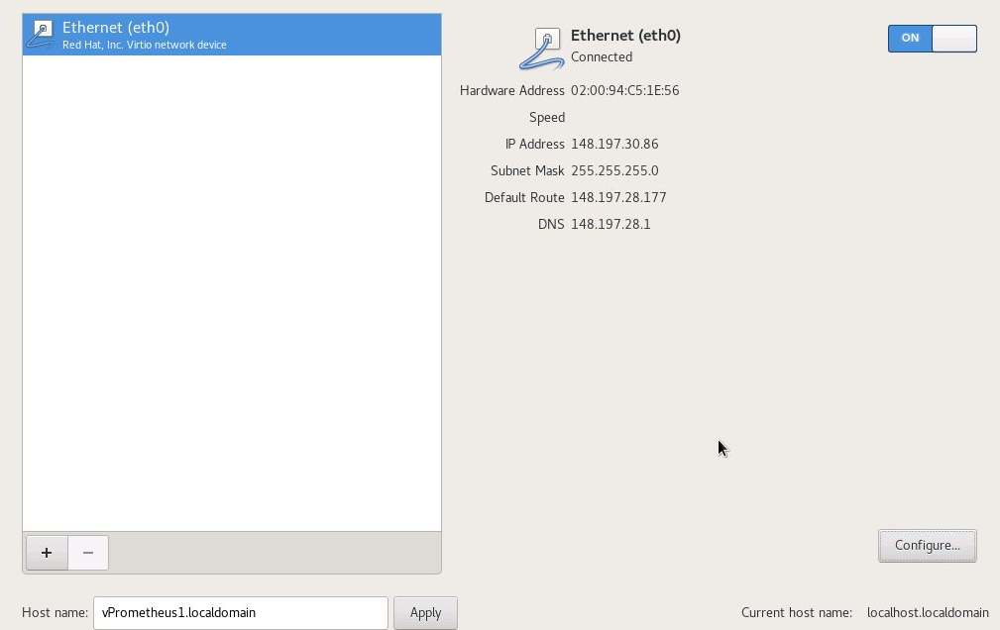 Ethernet (eth0)
Red Hat, Inc. Virtio network device
Ethernet (eth0)
Connected
ON
Hardware Address 02:00:94:C5:1E:56
Speed
IP Address 148.197.30.86
Subnet Mask 255.255.255.0
Default Route 148.197.28.177
DNS 148.197.28.1
+ −
Configure...
Host name: vPrometheus1.localdomain Apply Current host name: localhost.localdomain